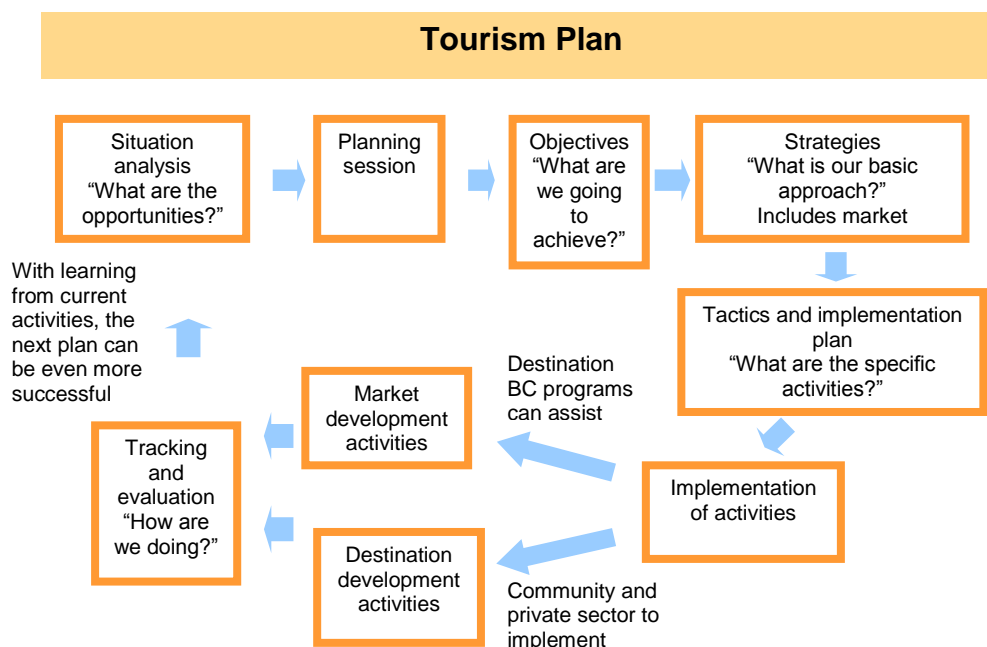 Tourism Plan
Situation
analysis
“What are the
opportunities?”
Planning
session
Objectives
“What are
we going
to
achieve?”
Strategies
“What is our basic
approach?”
Includes market
Tactics and implementation
plan
“What are the specific
activities?”
Implementation
of activities
Destination
BC programs
can assist
Community and
private sector to
implement
Market
development
activities
Destination
development
activities
Tracking
and
evaluation
“How are
we doing?”
With learning
from current
activities, the
next plan can
be even more
successful